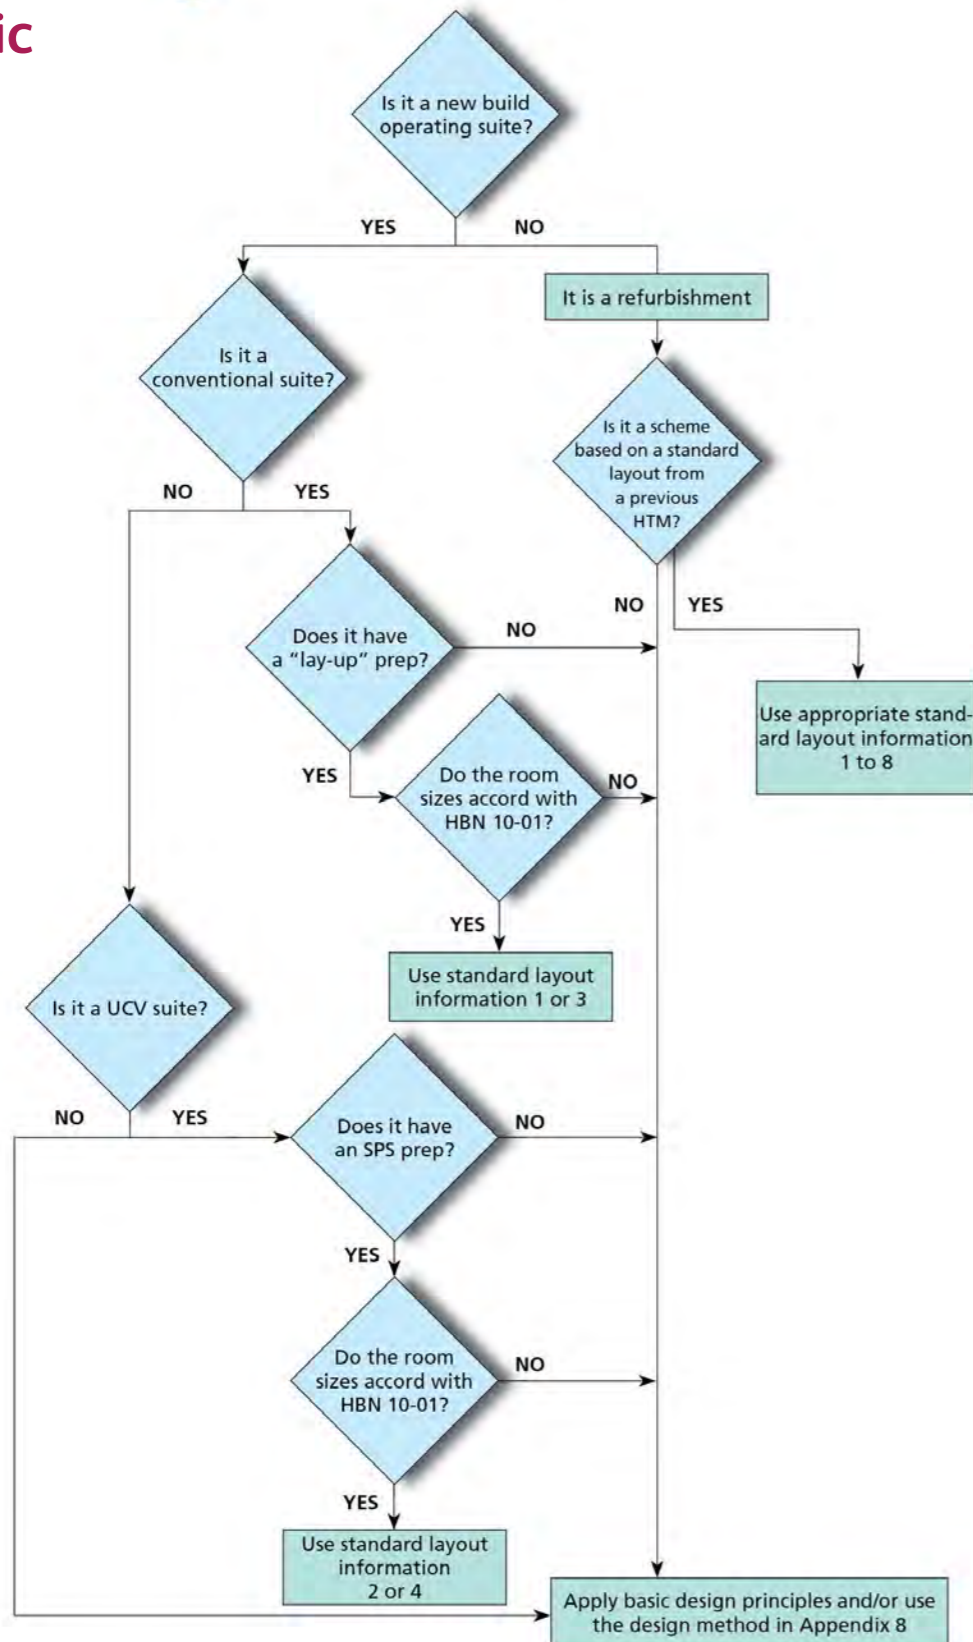 ic
Is it a new build
operating suite?
YES
NO
It is a refurbishment
Is it a
conventional suite?
Is it a scheme
based on a standard
layout from
a previous
HTM?
NO
YES
NO
YES
Does it have
a “lay-up” prep?
NO
Use appropriate stand-
ard layout information
1 to 8
YES
Do the room
sizes accord with
HBN 10-01?
NO
YES
Use standard layout
information 1 or 3
Is it a UCV suite?
NO
YES
Does it have
an SPS prep?
NO
YES
Do the room
sizes accord with
HBN 10-01?
NO
YES
Use standard layout
information
2 or 4
Apply basic design principles and/or use
the design method in Appendix 8